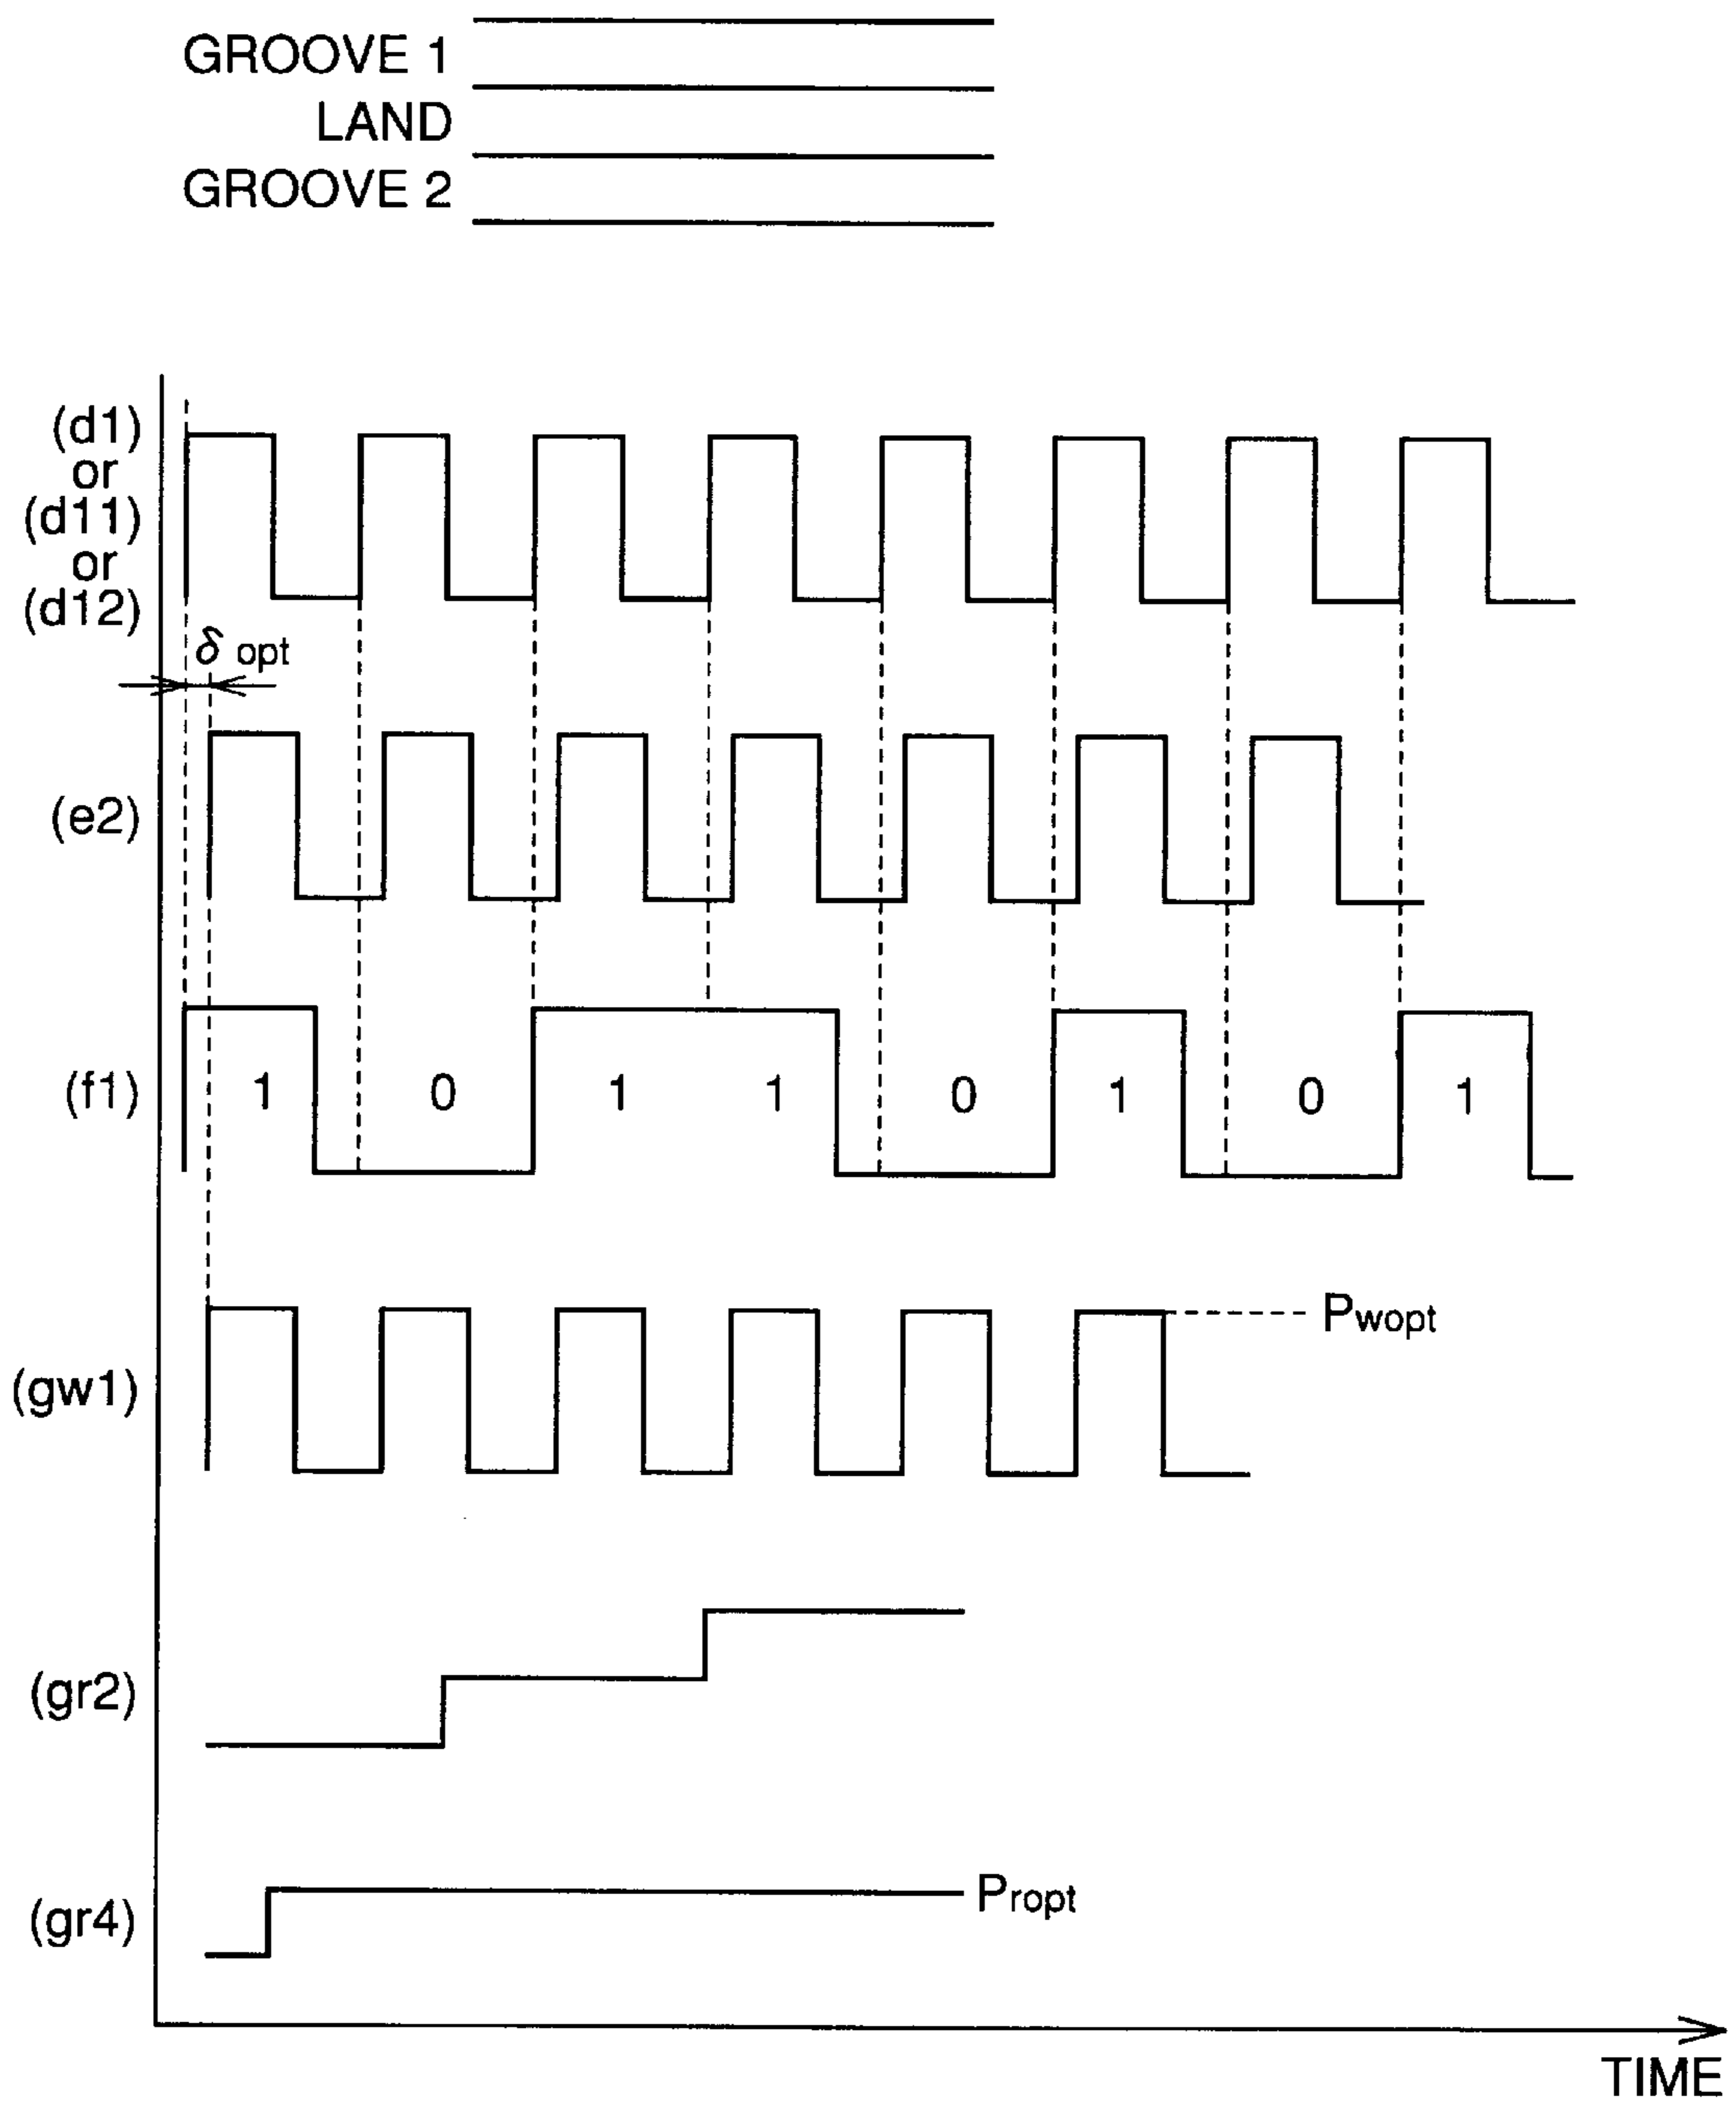 GROOVE 1
LAND
GROOVE 2
(d1)
or
(d11)
or
(d12)
δ opt
(e2)
(f1) 1 0 1 1 0 1 0 1
Pwopt
(gw1)
(gr2)
(gr4)
Propt
TIME